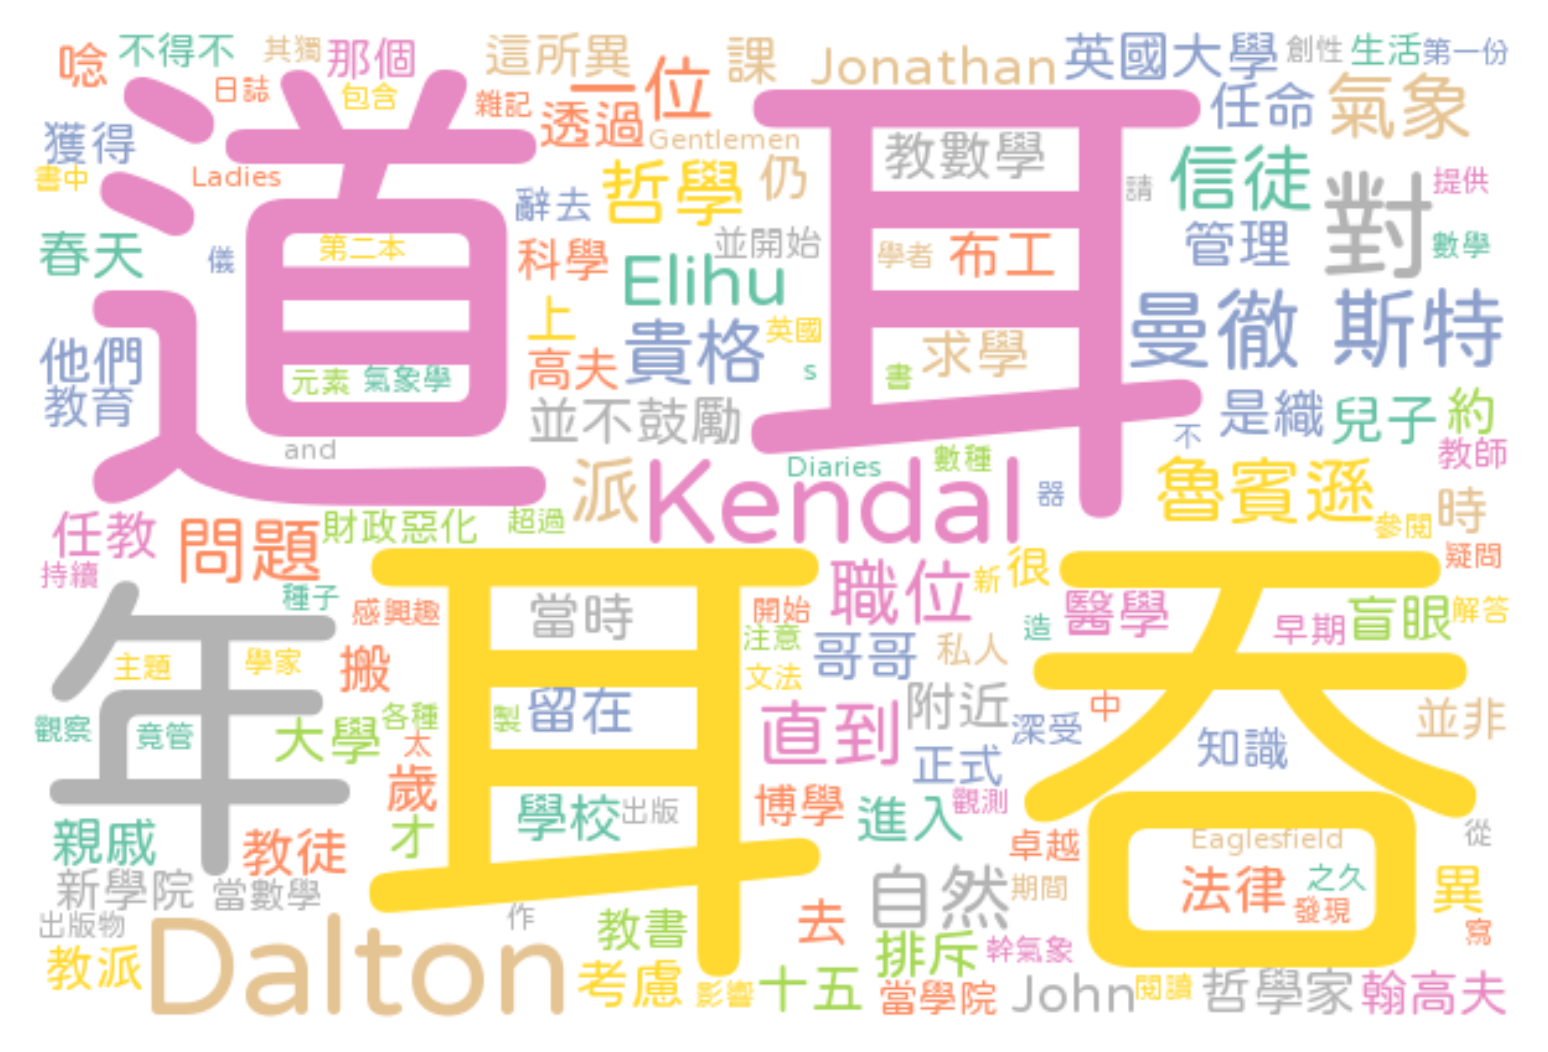 唸 不得不 其獨 那個 這所異 一位 課 Jonathan 英國大學 創性 生活 第一份
日誌 包含 雜記 透過 任命 氣象
獲得 道耳 Gentlemen 教數學 信徒 對
書中 Ladies 哲學 仍 請 提供
辭去 並開始 管理 數學
春天 儀 第二本 科學 Elihu 學者 布工
上 英國 曼徹 斯特
他們 高夫 貴格 求學
元素 氣象學 s 書
教育 並不鼓勵 是織 兒子 約
and 不 教師
派 Kendal Diaries 數種 器 魯賓遜 時
任教 問題 財政惡化 超過 參閱
持續 職位 新 很 疑問
種子 感興趣 當時 開始 造 醫學 早期 盲眼 解答
年 耳吞 注意 哥哥 私人
主題 學家 搬 文法
觀察 竟管 大學 各種 製 留在 直到 附近 深受 中 並非
太 正式 知識
歲 學校 出版 博學 進入 觀測
親戚 教徒 才 卓越 Eaglesfield 從
新學院 當數學 自然 期間 法律 之久 異
出版物 作 教書 去 發現 寫
教派 Dalton 考慮 影響 十五 排斥 幹氣象
當學院 John 閱讀 哲學家 翰高夫